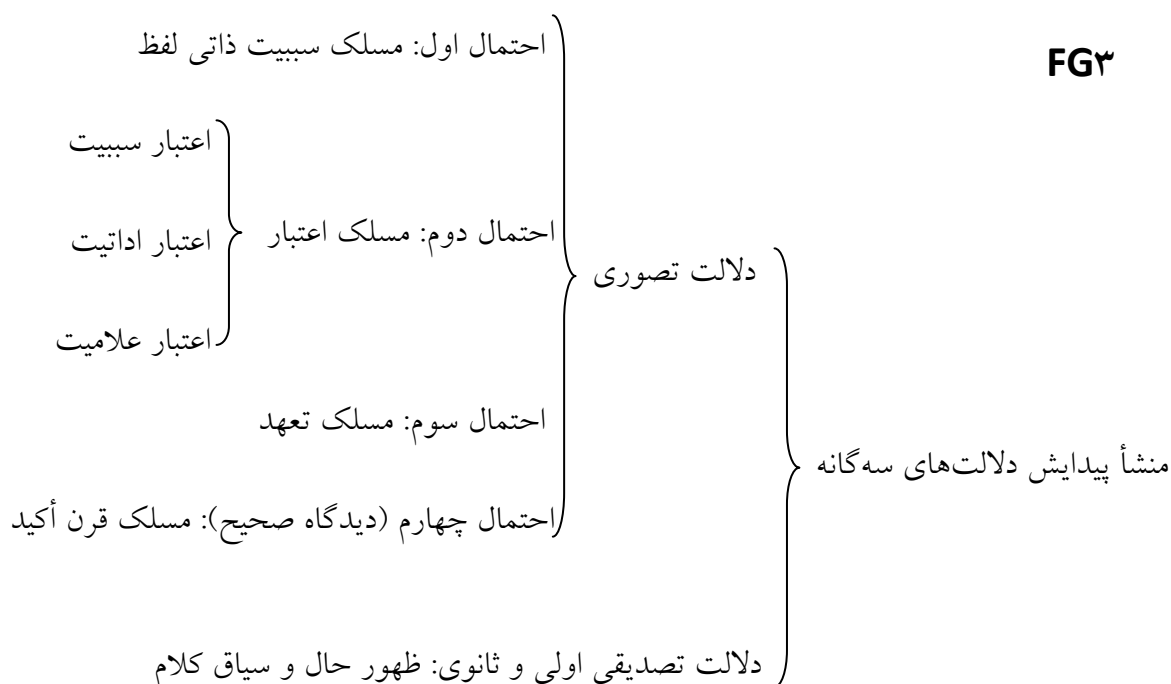 FG۳
احتمال اول: مسلک سببیت ذاتی لفظ
اعتبار سببیت
احتمال دوم: مسلک اعتبار
اعتبار اداتیت
دلالت تصوری
اعتبار علامیت
احتمال سوم: مسلک تعهد
منشأ پیدایش دلالت‌های سه‌گانه
احتمال چهارم (دیدگاه صحیح): مسلک قرن أکید
دلالت تصدیقی اولی و ثانوی: ظهور حال و سیاق کلام